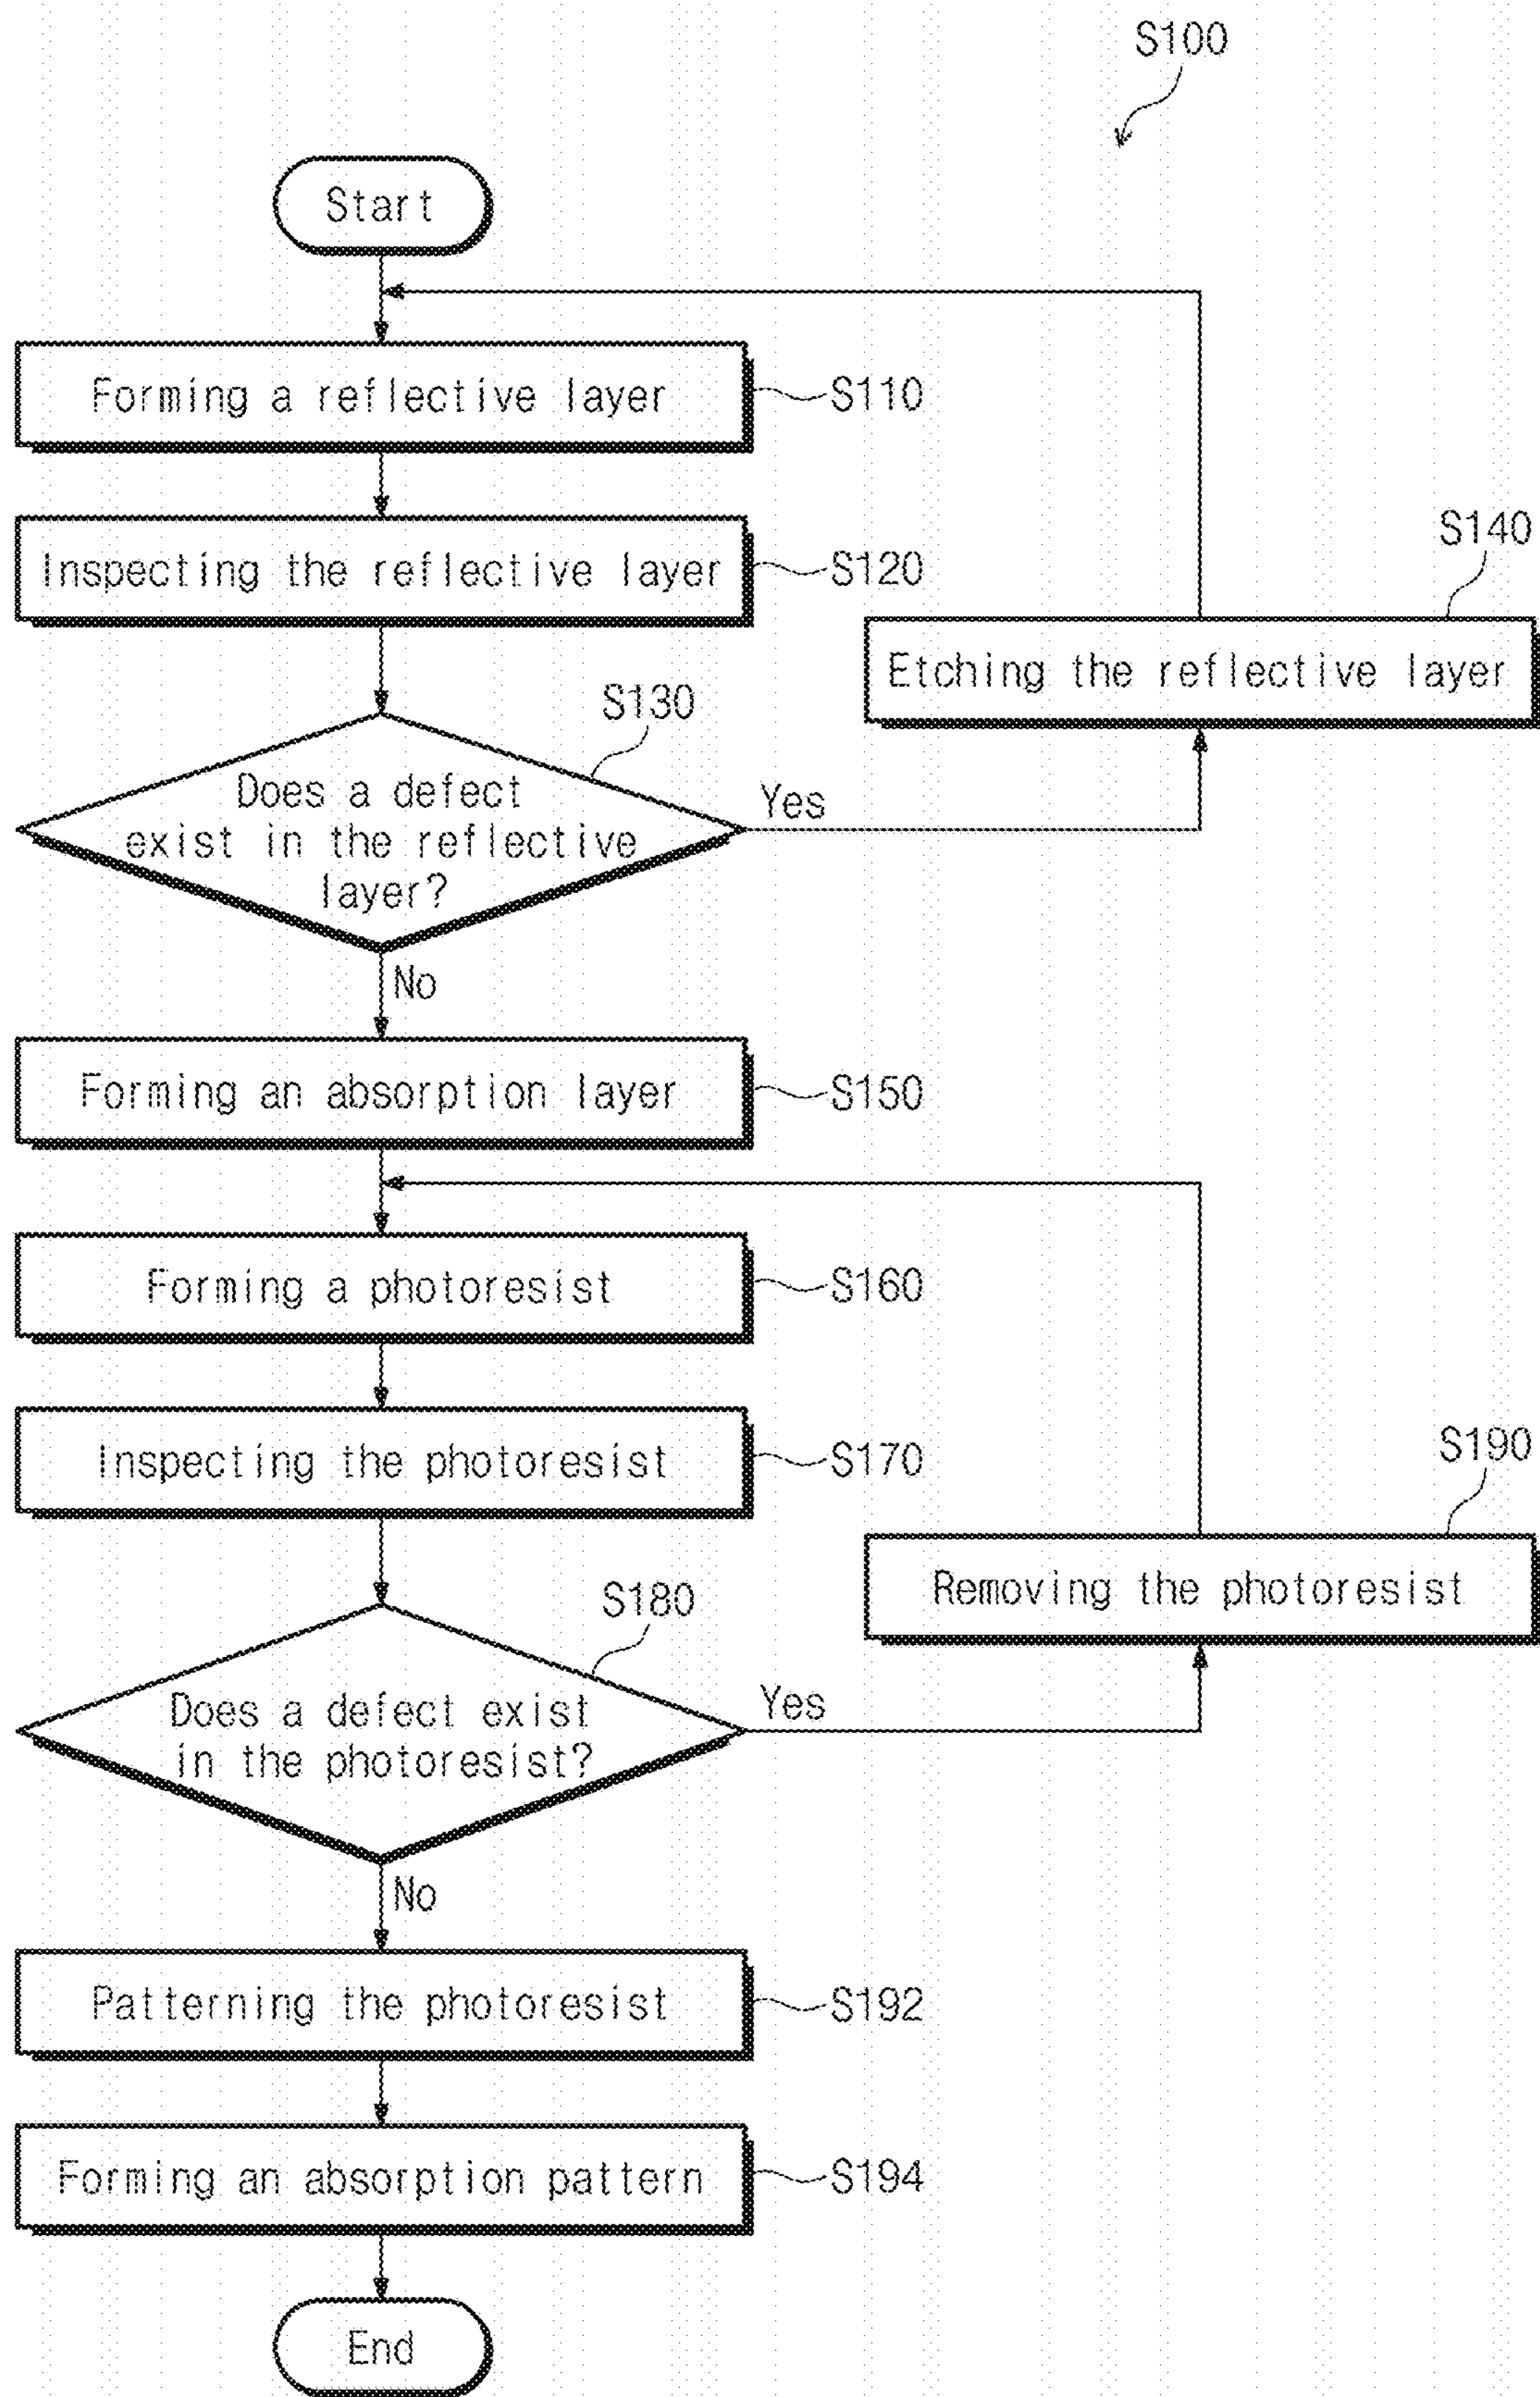 S100
Start
Forming a reflective layer
S110
Inspecting the reflective layer
S120
S140
Etching the reflective layer
S130
Does a defect
exist in the reflective
layer?
Yes
No
Forming an absorption layer
S150
Forming a photoresist
S160
Inspecting the photoresist
S170
S190
Removing the photoresist
S180
Does a defect exist
in the photoresist?
Yes
No
Patterning the photoresist
S192
Forming an absorption pattern
S194
End